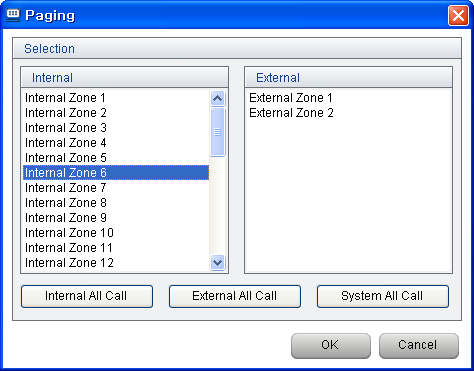 Paging
Selection
Internal
Internal Zone 1
Internal Zone 2
Internal Zone 3
Internal Zone 4
Internal Zone 5
Internal Zone 6
Internal Zone 7
Internal Zone 8
Internal Zone 9
Internal Zone 10
Internal Zone 11
Internal Zone 12
External
External Zone 1
External Zone 2
Internal All Call
External All Call
System All Call
OK
Cancel